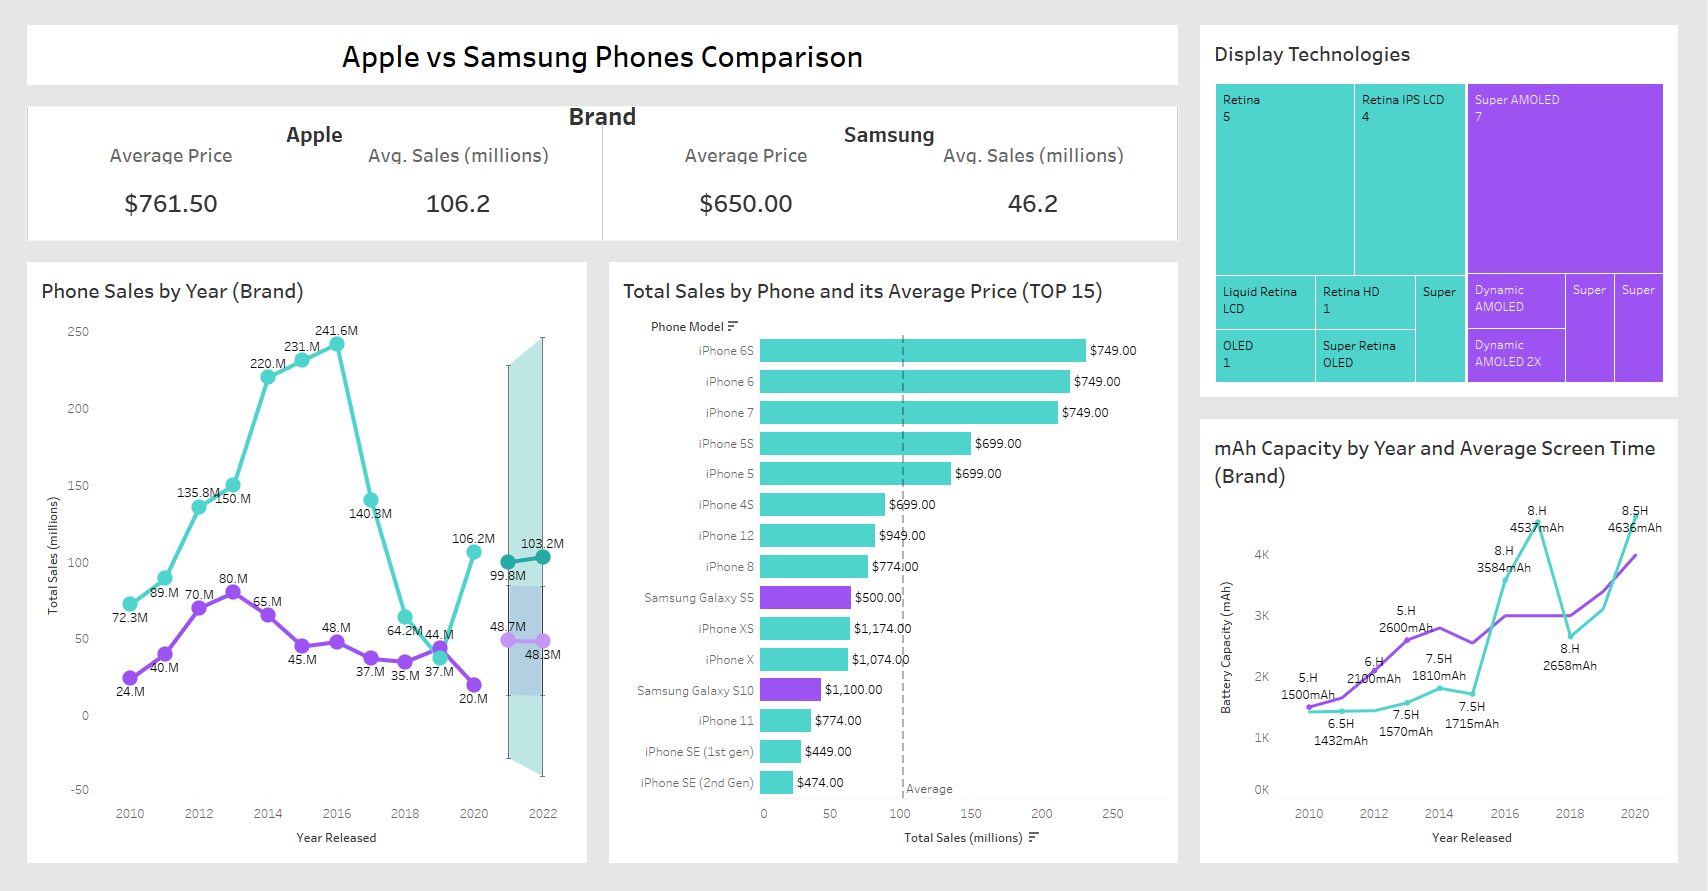 Apple vs Samsung Phones Comparison
Brand
Apple
Samsung
Average Price
Avg. Sales (millions)
Average Price
Avg. Sales (millions)
$761.50
106.2
$650.00
46.2
Phone Sales by Year (Brand)
250
200
150
100
50
0
-50
Total Sales (millions)
72.3M
89.M
135.8M
150.M
220.M
231.M
241.6M
140.3M
64.2M
37.M
106.2M
99.8M
103.2M
24.M
40.M
70.M
80.M
65.M
45.M
48.M
37.M
35.M
44.M
20.M
48.7M
48.3M
2010
2012
2014
2016
2018
2020
2022
Year Released
Total Sales by Phone and its Average Price (TOP 15)
Phone Model
iPhone 6S
$749.00
iPhone 6
$749.00
iPhone 7
$749.00
iPhone 5S
$699.00
iPhone 5
$699.00
iPhone 4S
$699.00
iPhone 12
$949.00
iPhone 8
$774.00
Samsung Galaxy S5
$500.00
iPhone XS
$1,174.00
iPhone X
$1,074.00
Samsung Galaxy S10
$1,100.00
iPhone 11
$774.00
iPhone SE (1st gen)
$449.00
iPhone SE (2nd Gen)
$474.00
Average
0
50
100
150
200
250
Total Sales (millions)
Display Technologies
Retina
5
Retina IPS LCD
4
Super AMOLED
7
Liquid Retina
LCD
Retina HD
1
Super
OLED
1
Super Retina
OLED
Dynamic
AMOLED
Super
Super
Dynamic
AMOLED 2X
mAh Capacity by Year and Average Screen Time
(Brand)
4K
3K
2K
1K
0K
Battery Capacity (mAh)
5.H
1500mAh
6.5H
1432mAh
6.H
2100mAh
5.H
2600mAh
7.5H
1570mAh
7.5H
1810mAh
7.5H
1715mAh
8.H
3584mAh
8.H
4537mAh
8.H
2658mAh
8.5H
4636mAh
2010
2012
2014
2016
2018
2020
Year Released